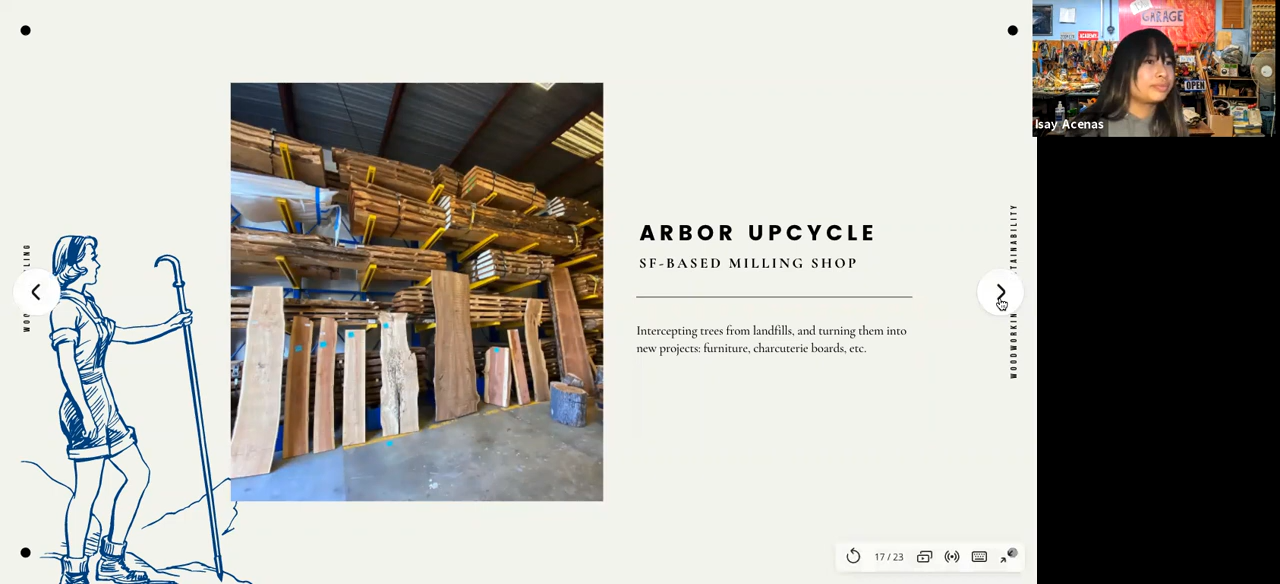 ARBOR UPCYCLE
SF-BASED MILLING SHOP
Intercepting trees from landfills, and turning them into
new projects: furniture, charcuterie boards, etc.
17 / 23
GARAGE
ACADEMY
OPEN
Isay Acenas